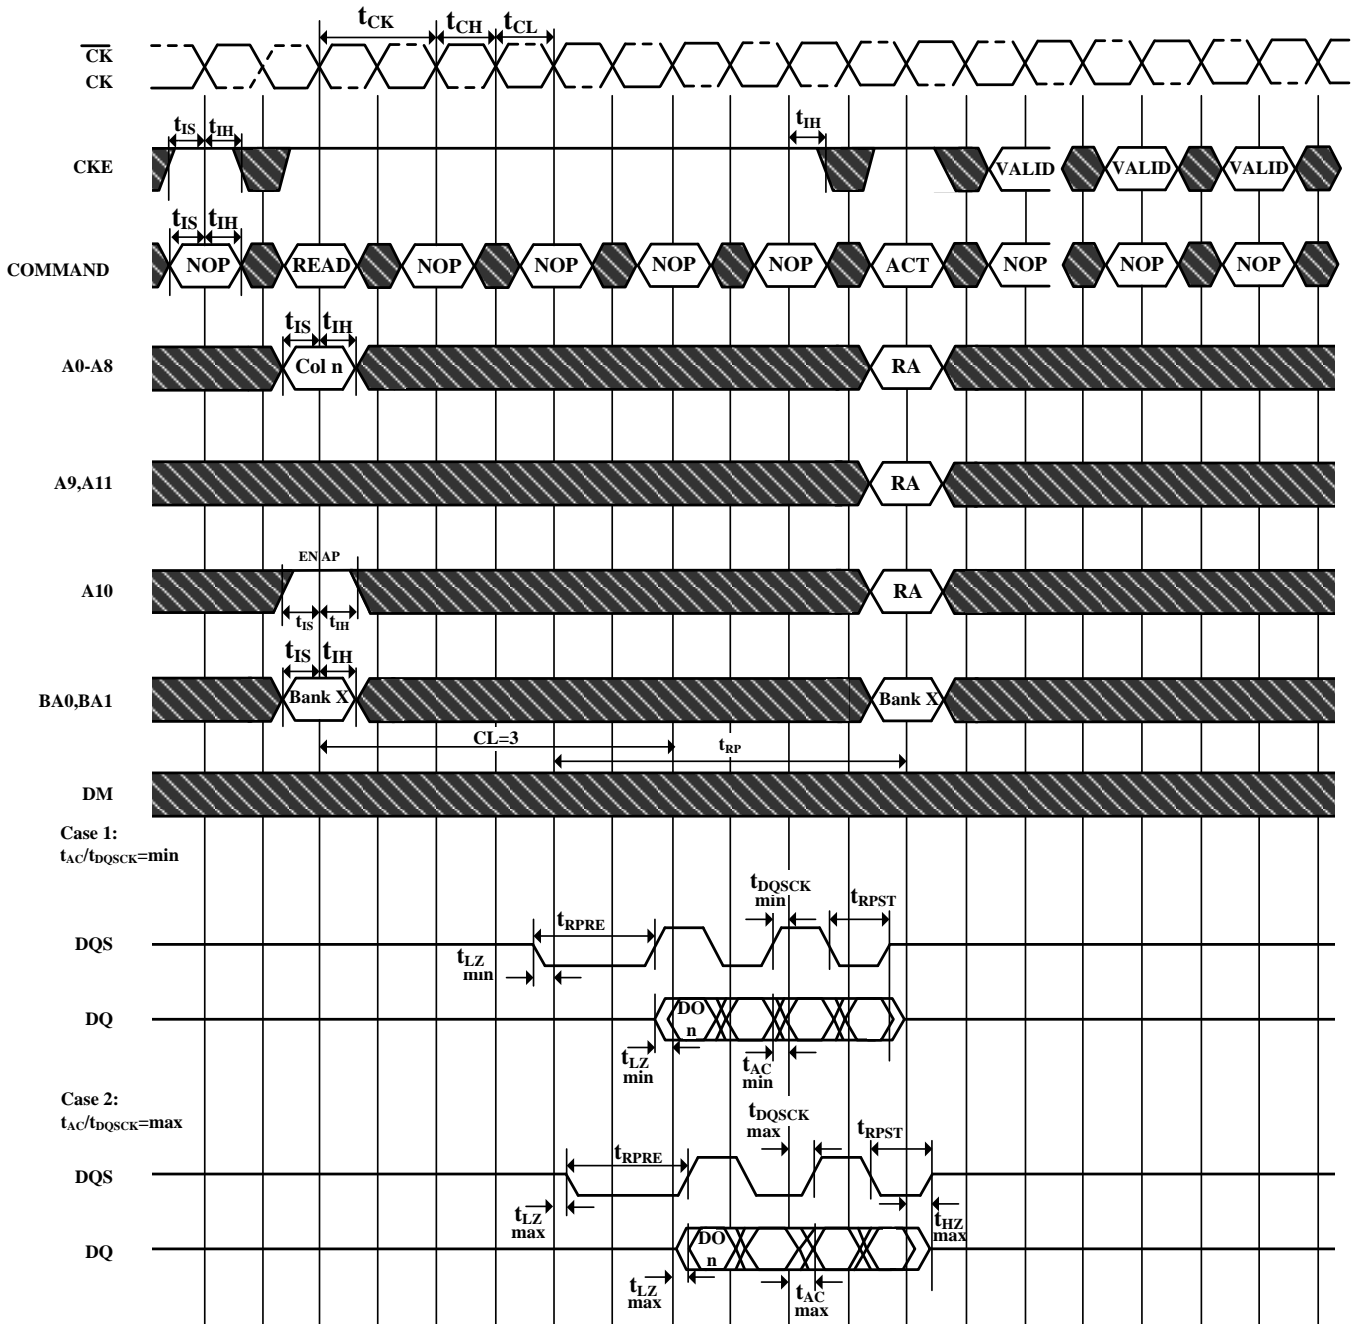 tCK tCH tCL
CK
CK
tIS tIH tIH
CKE VALID VALID VALID
tIS tIH
COMMAND NOP READ NOP NOP NOP NOP ACT NOP NOP NOP
tIS tIH
A0-A8 Col n RA
A9,A11 RA
EN AP
A10 RA
tIS tIH
tIS tIH
BA0,BA1 Bank X Bank X
CL=3 tRP
DM
Case 1:
tAC/tDQSCK=min
tDQSCK
min
tRPST
tRPRE
DQS
tLZ
min
DQ DO
n
tLZ
min
tAC
min
Case 2:
tAC/tDQSCK=max
tDQSCK
max
tRPST
tRPRE
DQS
tLZ
max
tHZ
max
DQ DO
n
tLZ
max
tAC
max